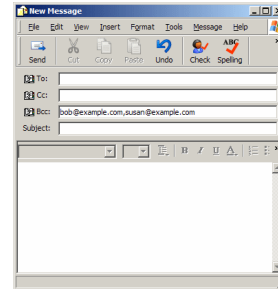 New Message
File Edit View Insert Format Tools Message Help
Send Cut Copy Paste Undo Check Spelling
To:
Cc:
Bcc: bob@example.com,susan@example.com
Subject:
B I U A